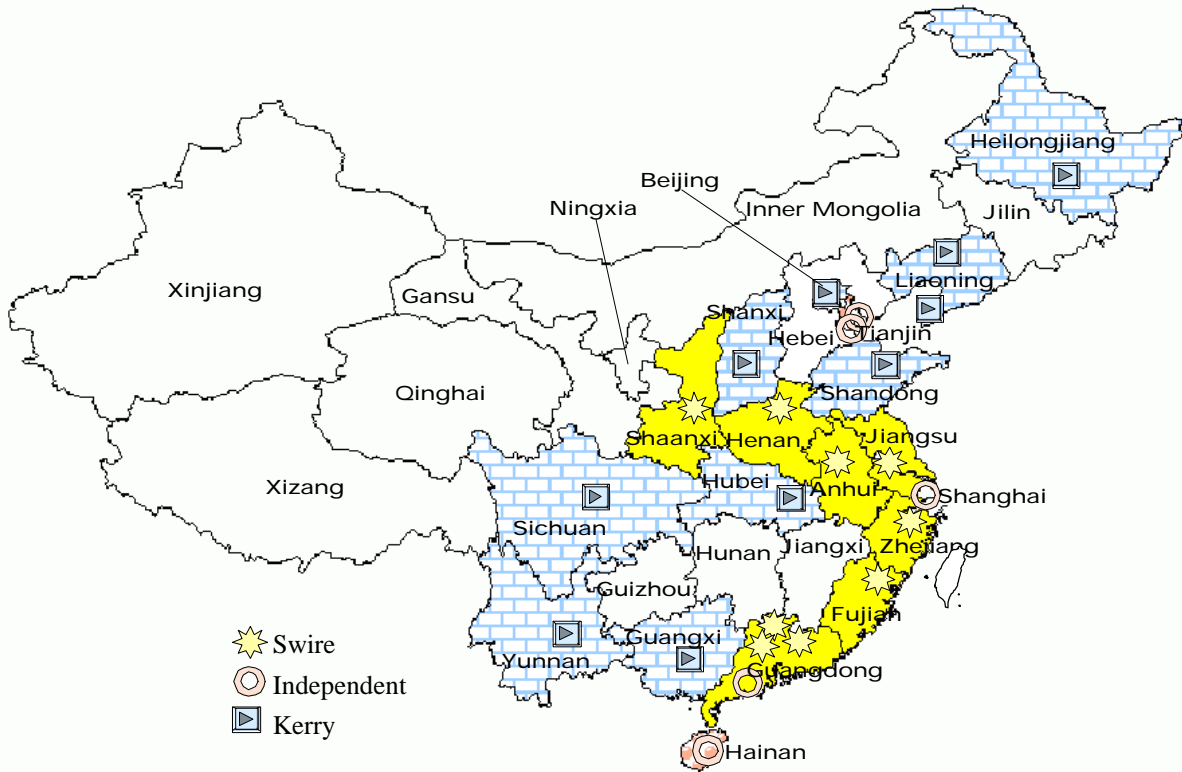 Heilongjiang
Beijing
Ningxia
Inner Mongolia
Jilin
Xinjiang
Gansu
Liaoning
Shanxi
Hebei
Tianjin
Qinghai
Shandong
Shaanxi
Henan
Jiangsu
Xizang
Hubei
Anhui
Shanghai
Sichuan
Hunan
Jiangxi
Zhejiang
Guizhou
Fujian
Guangxi
Yunnan
Guangdong
Swire
Independent
Kerry
Hainan